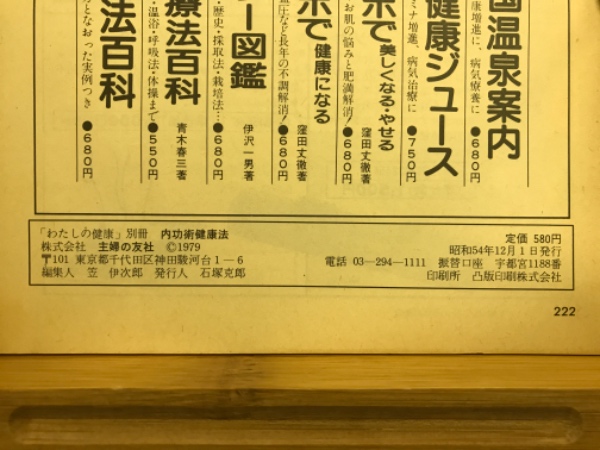 国温泉案内
康増進に、病気療養に
●680円
健康ジュース
ミナ増進、病気治療に
●750円
ボで美しくなる・やせる
お肌の悩みと肥満解消!
窪田丈徹著
●680円
ボで健康になる
血圧など長年の不調解消!
窪田丈徹著
●680円
ー図鑑
・歴史・採取法・栽培法…
伊沢一男著
●680円
療法百科
・温浴・呼吸法・体操まで
青木春三著
●550円
法百科
となおった実例つき
●680円
「わたしの健康」別冊 内功術健康法 定価 580円
株式会社 主婦の友社 ©1979 昭和54年12月1日発行
〒101 東京都千代田区神田駿河台1−6 電話 03−294−1111 振替口座 宇都宮1188番
編集人 笠 伊次郎 発行人 石塚克郎 印刷所 凸版印刷株式会社
222